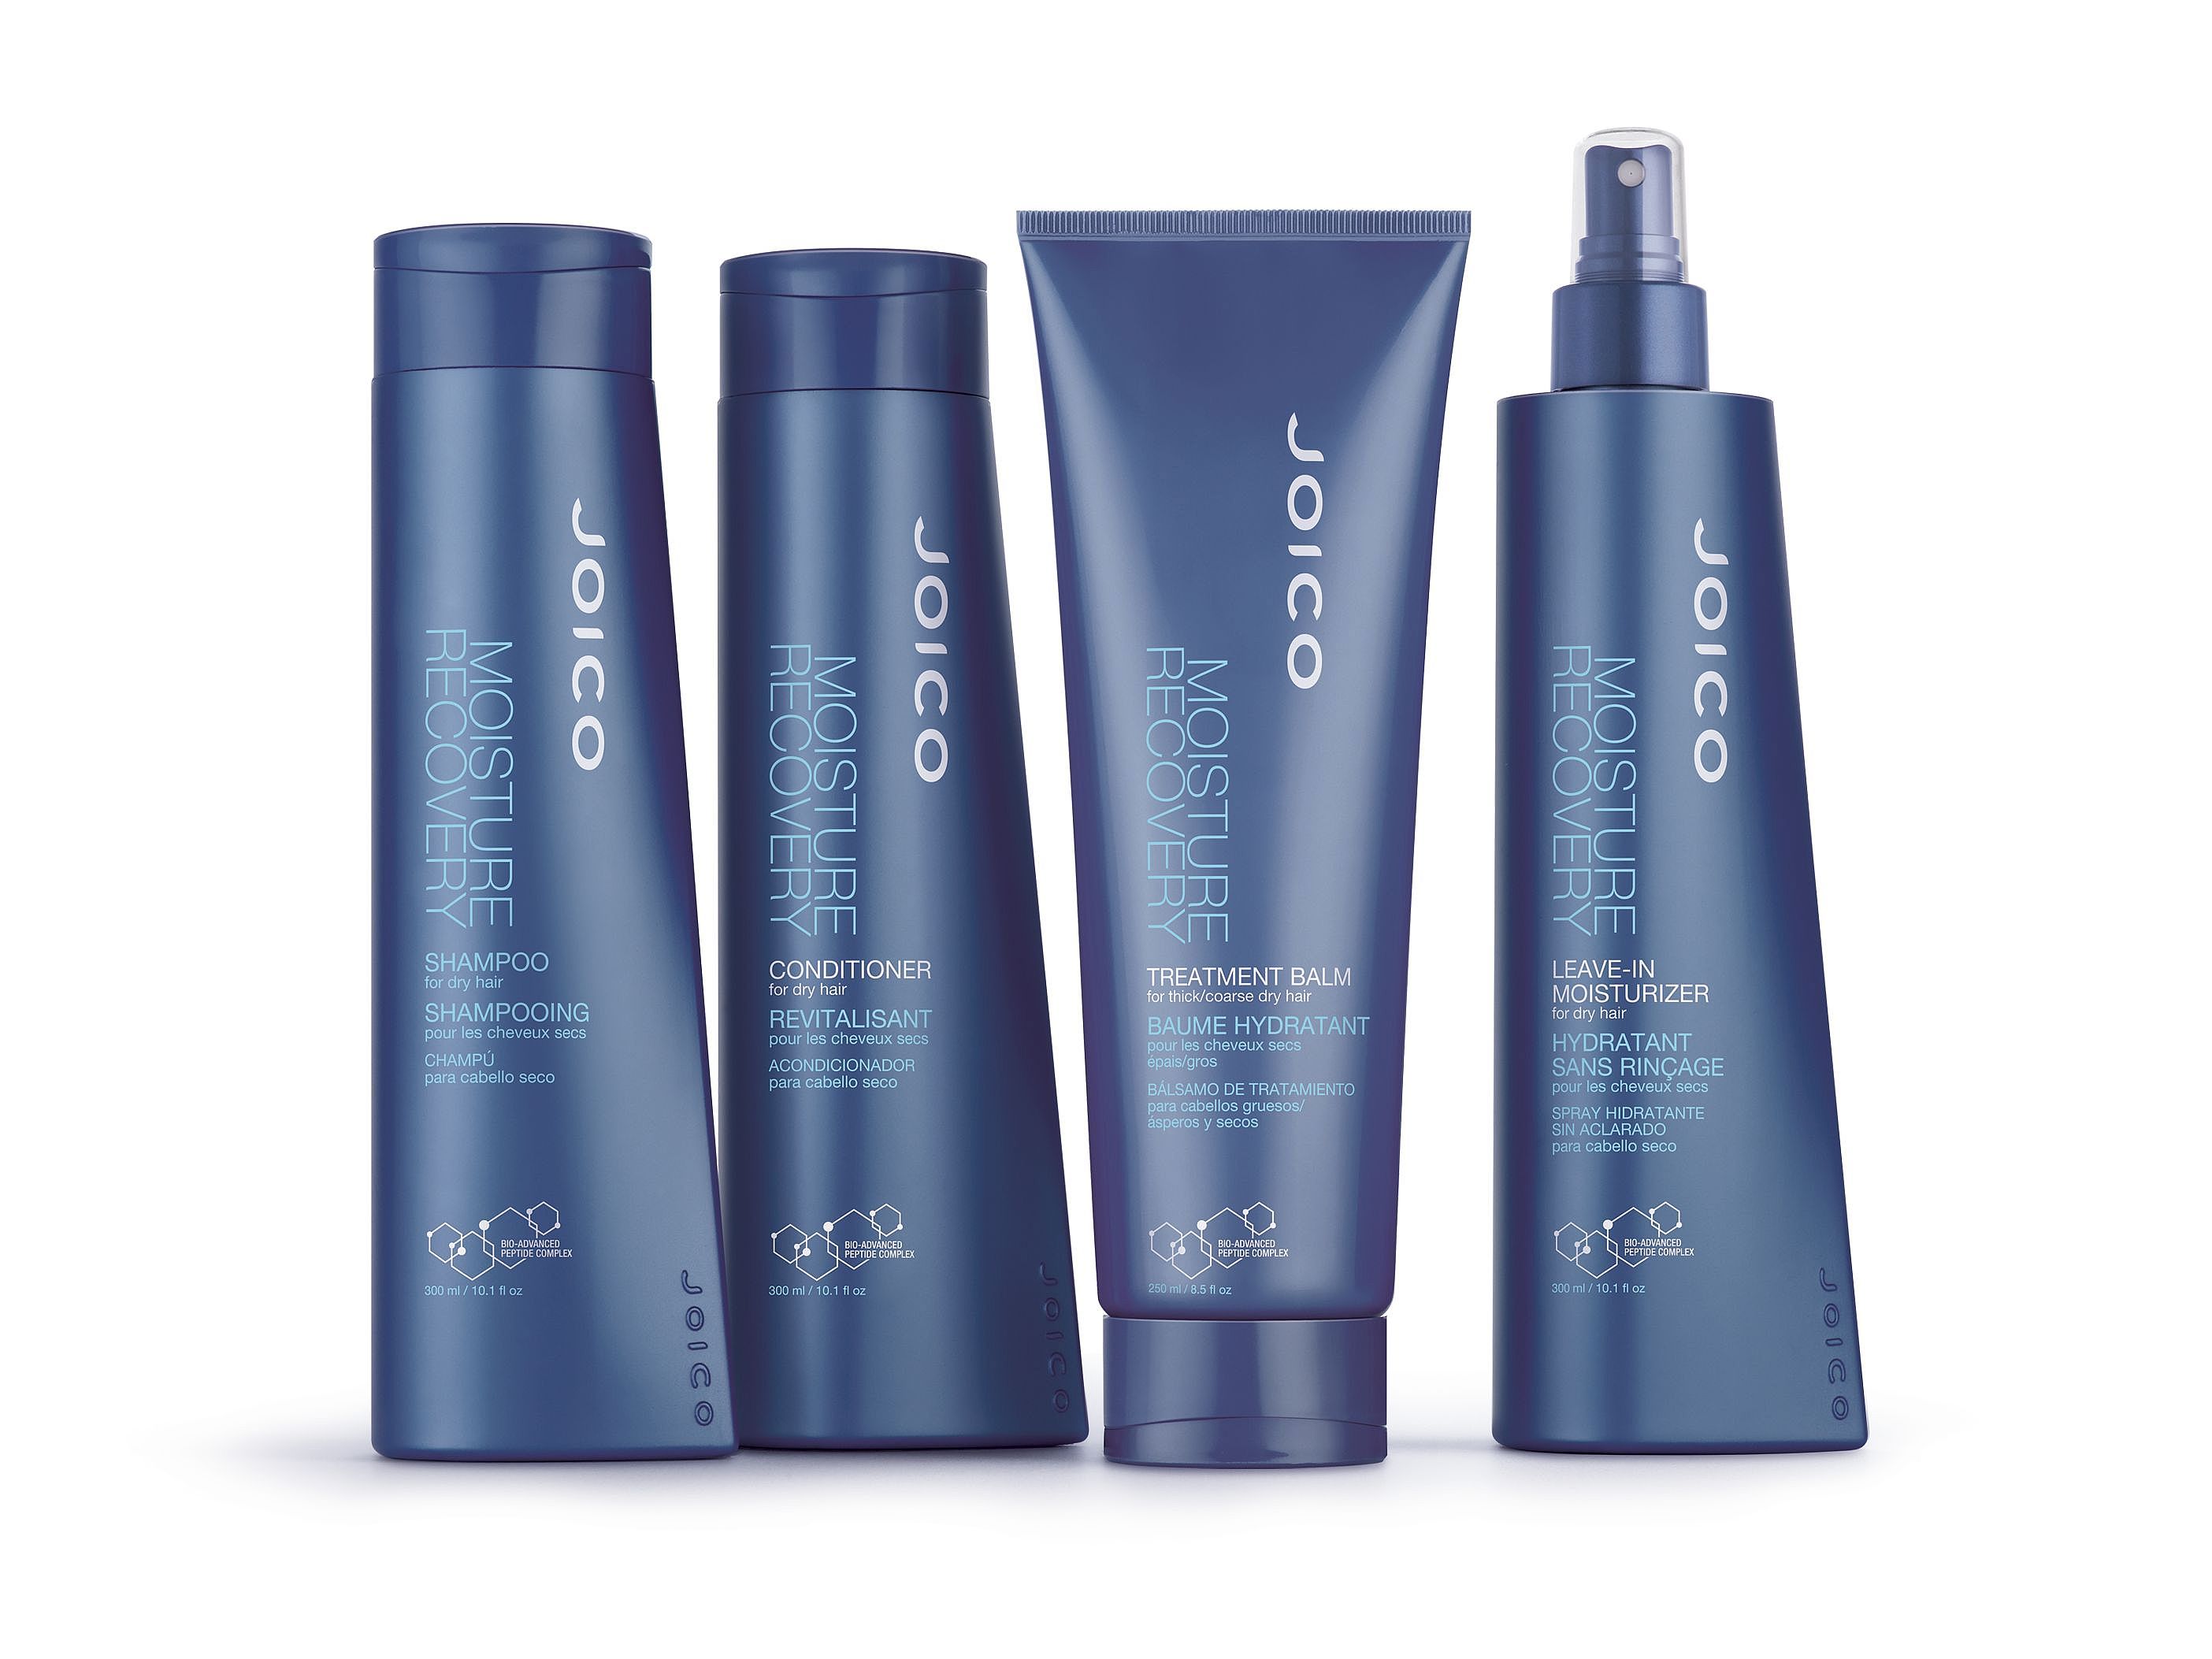 JOICO
MOISTURE
RECOVERY
SHAMPOO
for dry hair
SHAMPOOING
pour les cheveux secs
CHAMPÚ
para cabello seco
BIO-ADVANCED
PEPTIDE COMPLEX
300 ml / 10.1 fl oz
JOICO
JOICO
MOISTURE
RECOVERY
CONDITIONER
for dry hair
REVITALISANT
pour les cheveux secs
ACONDICIONADOR
para cabello seco
BIO-ADVANCED
PEPTIDE COMPLEX
300 ml / 10.1 fl oz
JOICO
JOICO
MOISTURE
RECOVERY
TREATMENT BALM
for thick/coarse dry hair
BAUME HYDRATANT
pour les cheveux secs
épais/gros
BÁLSAMO DE TRATAMIENTO
para cabellos gruesos/
ásperos y secos
BIO-ADVANCED
PEPTIDE COMPLEX
250 ml / 8.5 fl oz
JOICO
MOISTURE
RECOVERY
LEAVE-IN
MOISTURIZER
for dry hair
HYDRATANT
SANS RINÇAGE
pour les cheveux secs
SPRAY HIDRATANTE
SIN ACLARADO
para cabello seco
BIO-ADVANCED
PEPTIDE COMPLEX
300 ml / 10.1 fl oz
JOICO